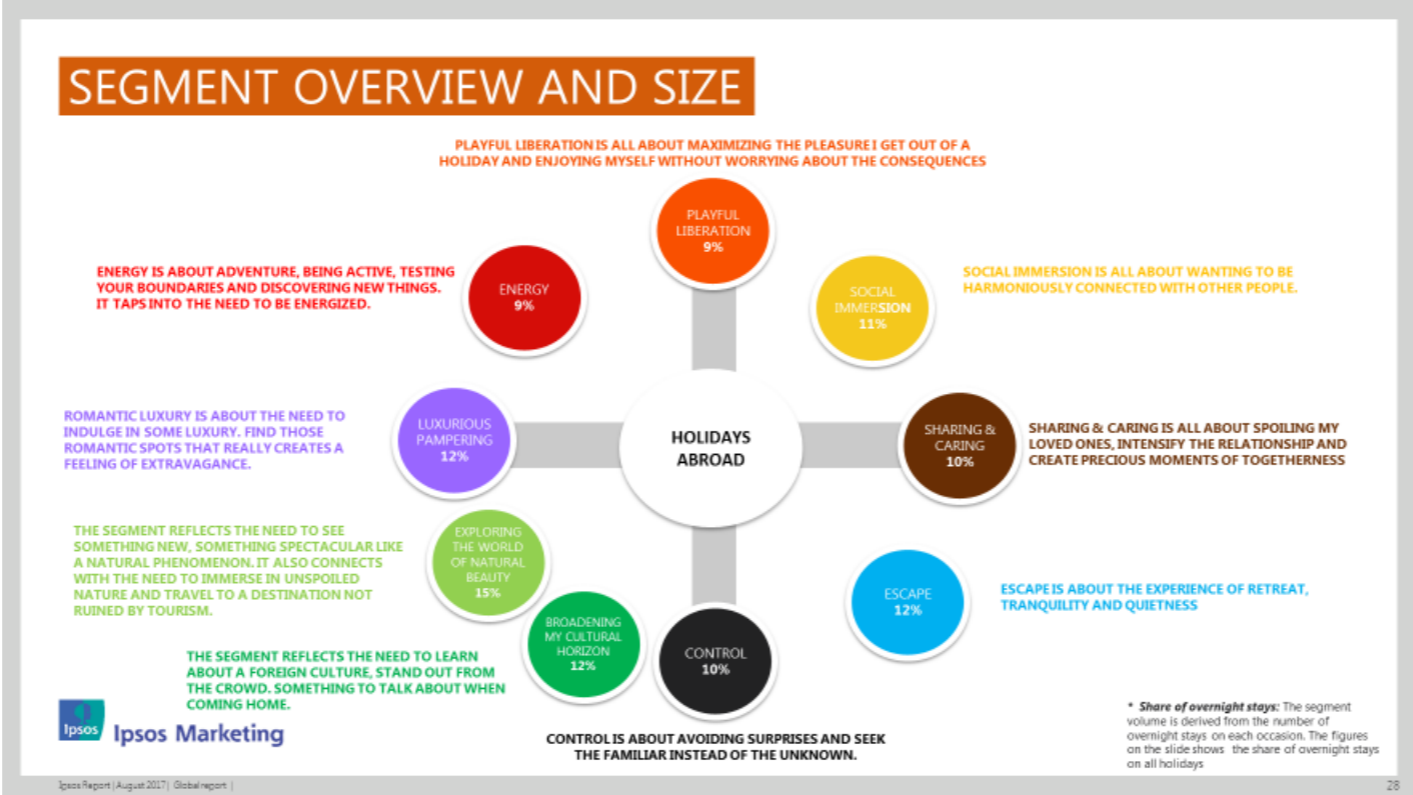 SEGMENT OVERVIEW AND SIZE
PLAYFUL LIBERATION IS ALL ABOUT MAXIMIZING THE PLEASURE I GET OUT OF A
HOLIDAY AND ENJOYING MYSELF WITHOUT WORRYING ABOUT THE CONSEQUENCES
PLAYFUL
LIBERATION
9%
ENERGY IS ABOUT ADVENTURE, BEING ACTIVE, TESTING
YOUR BOUNDARIES AND DISCOVERING NEW THINGS.
IT TAPS INTO THE NEED TO BE ENERGIZED.
ENERGY
9%
SOCIAL
IMMERSION
11%
SOCIAL IMMERSION IS ALL ABOUT WANTING TO BE
HARMONIOUSLY CONNECTED WITH OTHER PEOPLE.
ROMANTIC LUXURY IS ABOUT THE NEED TO
INDULGE IN SOME LUXURY. FIND THOSE
ROMANTIC SPOTS THAT REALLY CREATES A
FEELING OF EXTRAVAGANCE.
LUXURIOUS
PAMPERING
12%
HOLIDAYS
ABROAD
SHARING &
CARING
10%
SHARING & CARING IS ALL ABOUT SPOILING MY
LOVED ONES, INTENSIFY THE RELATIONSHIP AND
CREATE PRECIOUS MOMENTS OF TOGETHERNESS
THE SEGMENT REFLECTS THE NEED TO SEE
SOMETHING NEW, SOMETHING SPECTACULAR LIKE
A NATURAL PHENOMENON. IT ALSO CONNECTS
WITH THE NEED TO IMMERSE IN UNSPOILED
NATURE AND TRAVEL TO A DESTINATION NOT
RUINED BY TOURISM.
EXPLORING
THE WORLD
OF NATURAL
BEAUTY
15%
ESCAPE
12%
ESCAPE IS ABOUT THE EXPERIENCE OF RETREAT,
TRANQUILITY AND QUIETNESS
THE SEGMENT REFLECTS THE NEED TO LEARN
ABOUT A FOREIGN CULTURE, STAND OUT FROM
THE CROWD. SOMETHING TO TALK ABOUT WHEN
COMING HOME.
BROADENING
MY CULTURAL
HORIZON
12%
CONTROL
10%
CONTROL IS ABOUT AVOIDING SURPRISES AND SEEK
THE FAMILIAR INSTEAD OF THE UNKNOWN.
Ipsos
Ipsos Marketing
* Share of overnight stays: The segment
volume is derived from the number of
overnight stays on each occasion. The figures
on the slide shows the share of overnight stays
on all holidays
Ipsos Report | August 2017 | Global report |
28